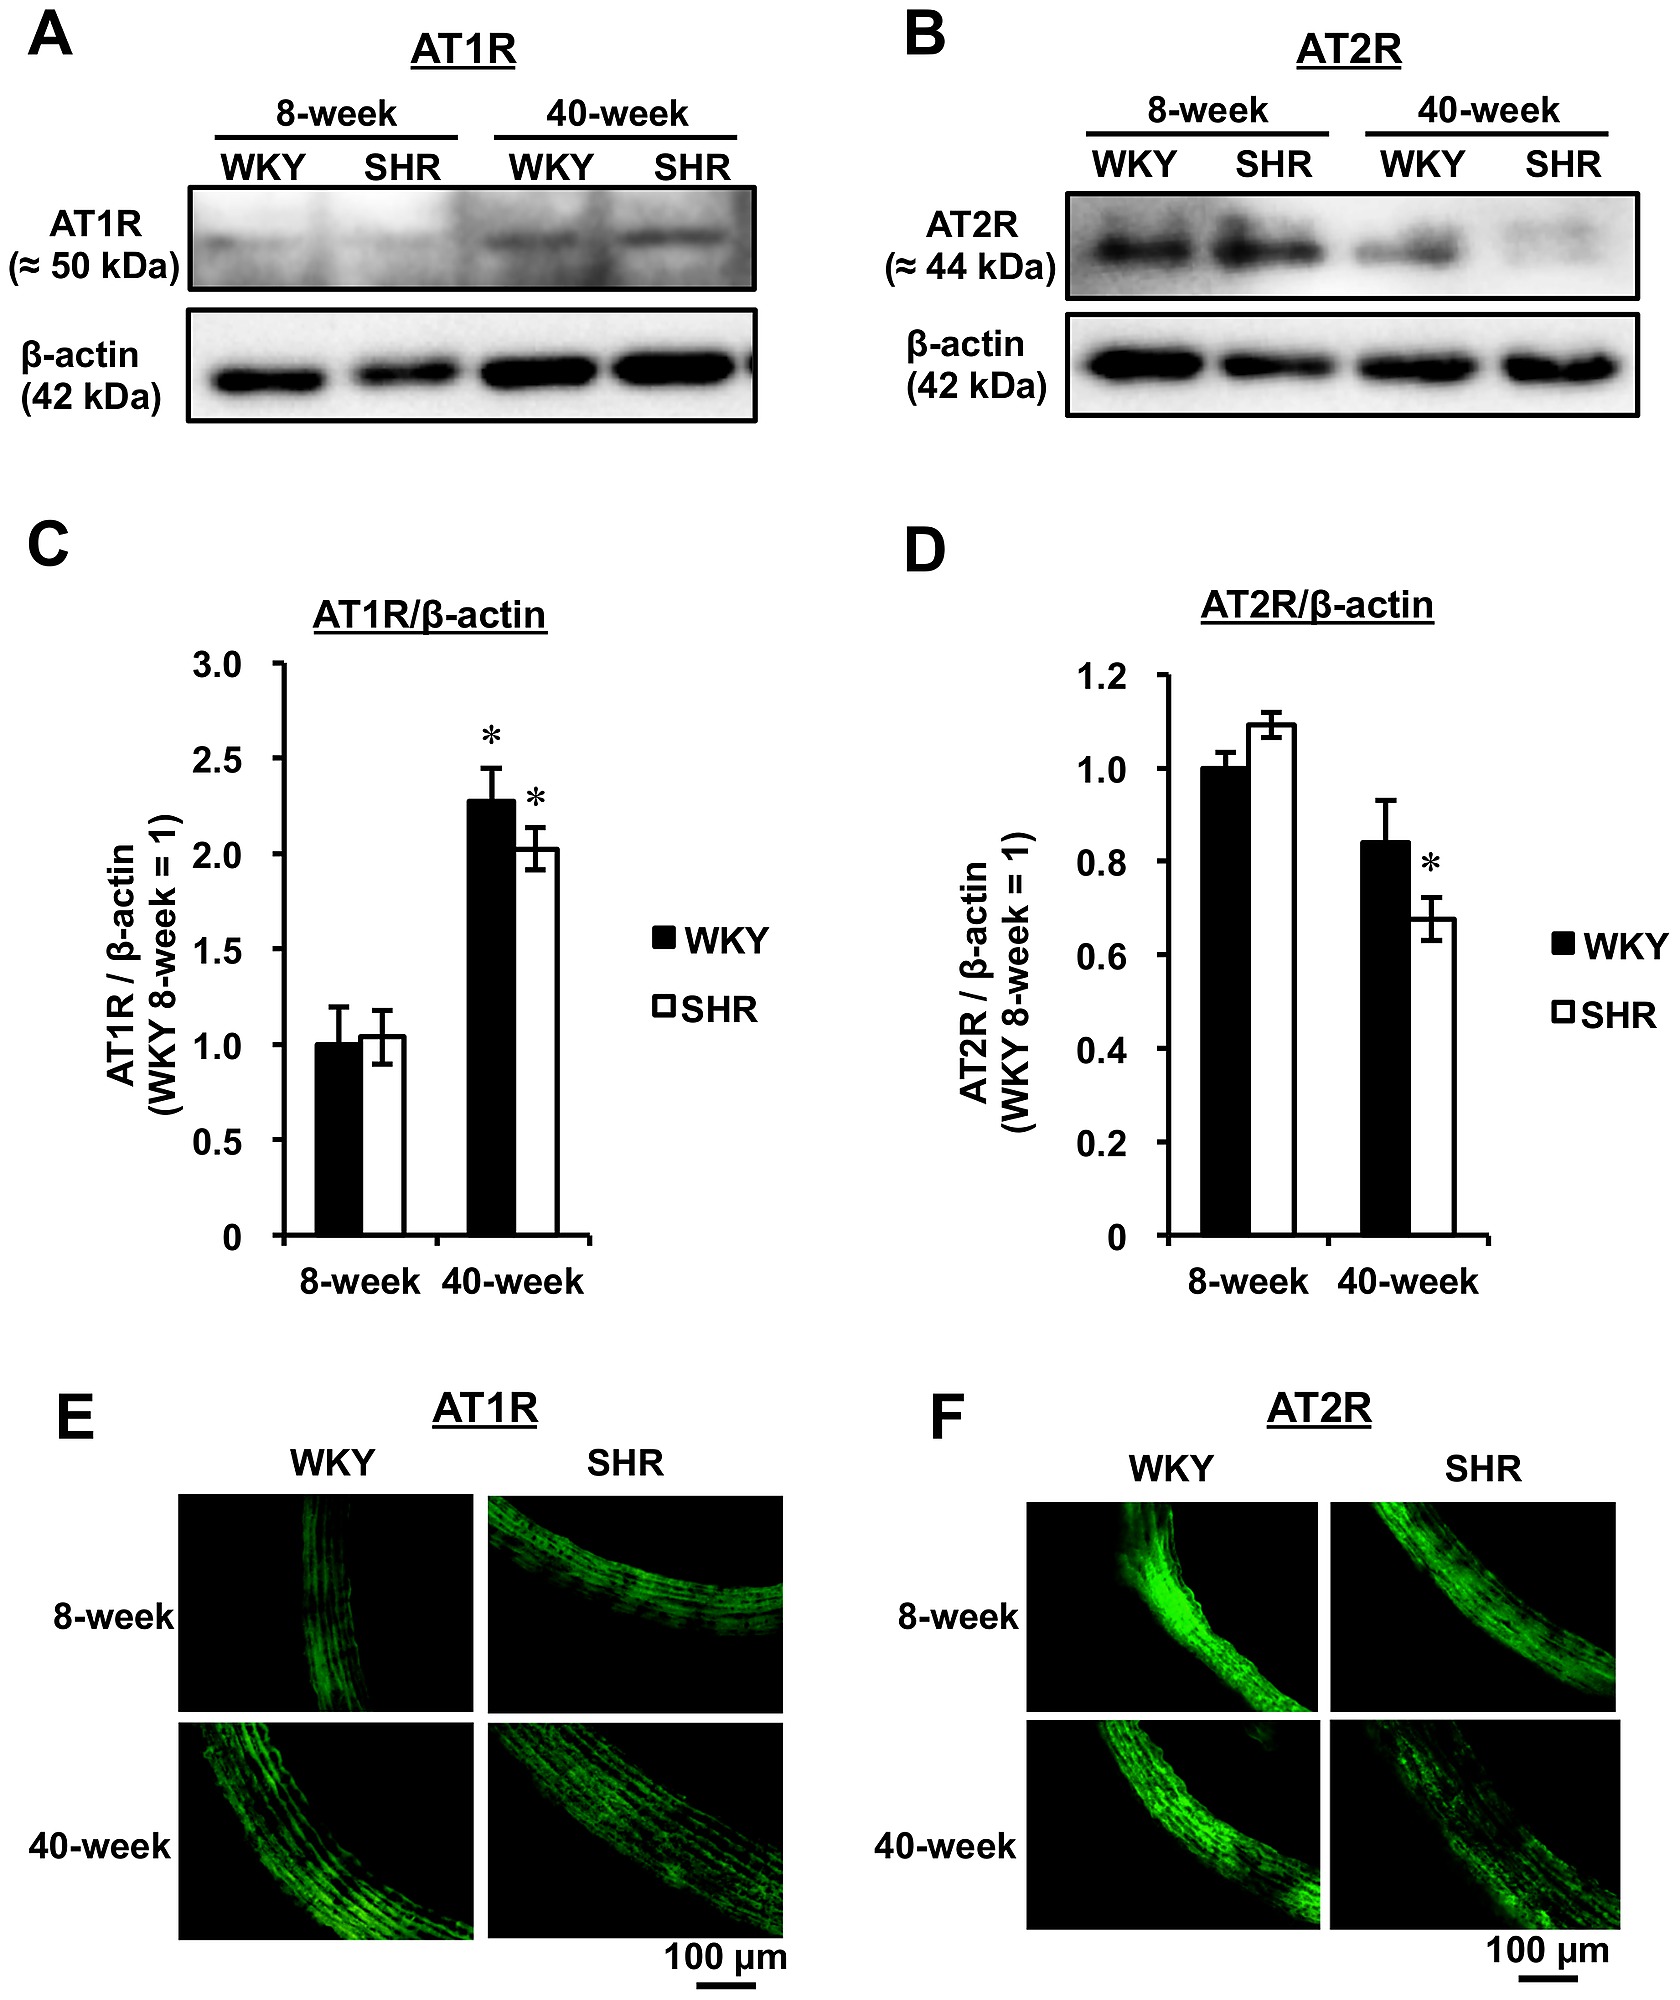 A
AT1R
8-week 40-week
WKY SHR WKY SHR
AT1R
(≈ 50 kDa)
β-actin
(42 kDa)
B
AT2R
8-week 40-week
WKY SHR WKY SHR
AT2R
(≈ 44 kDa)
β-actin
(42 kDa)
C
AT1R/β-actin
AT1R / β-actin
(WKY 8-week = 1)
3.0
2.5
2.0
1.5
1.0
0.5
0
*
*
8-week 40-week
WKY
SHR
D
AT2R/β-actin
AT2R / β-actin
(WKY 8-week = 1)
1.2
1.0
0.8
0.6
0.4
0.2
0
*
8-week 40-week
WKY
SHR
E
AT1R
WKY SHR
8-week
40-week
100 μm
F
AT2R
WKY SHR
8-week
40-week
100 μm